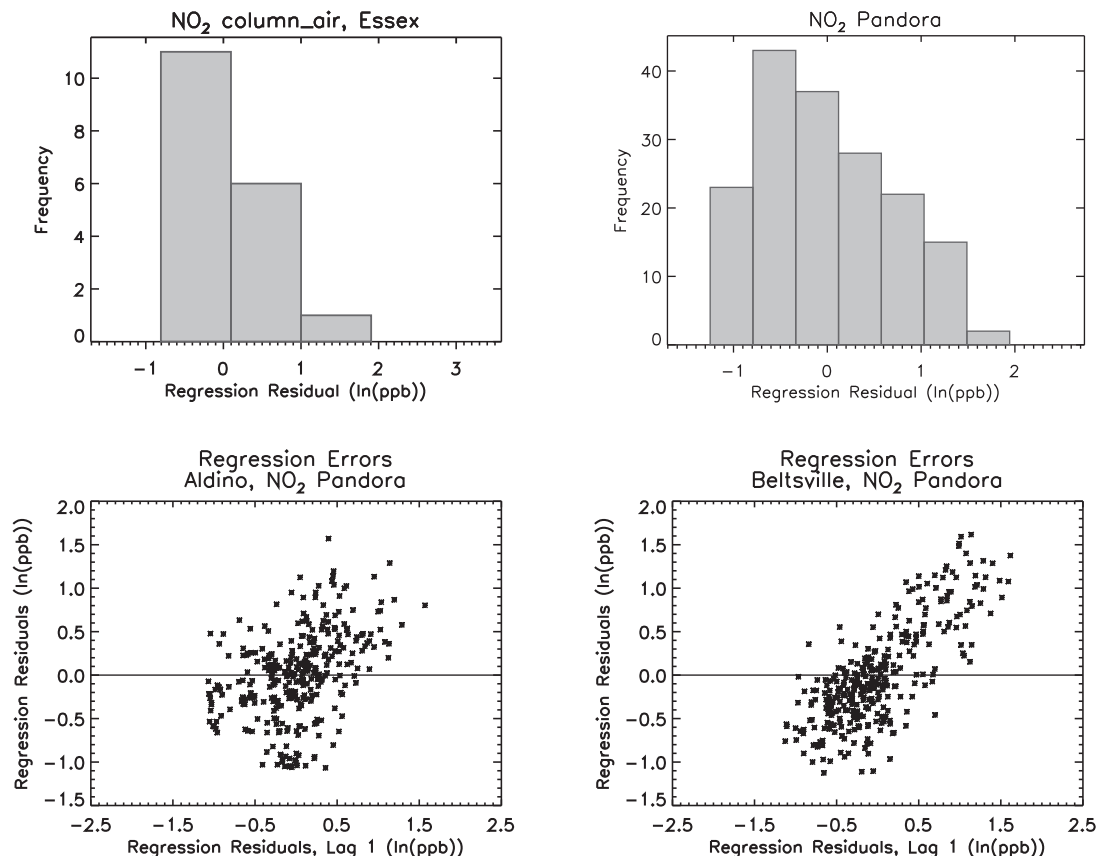 NO2 column_air, Essex
10
8
6
4
2
0
Frequency
-1 0 1 2 3
Regression Residual (ln(ppb))
NO2 Pandora
40
30
20
10
0
Frequency
-1 0 1 2
Regression Residual (ln(ppb))
Regression Errors
Aldino, NO2 Pandora
2.0
1.5
1.0
0.5
0.0
-0.5
-1.0
-1.5
Regression Residuals (ln(ppb))
-2.5 -1.5 -0.5 0.5 1.5 2.5
Regression Residuals, Lag 1 (ln(ppb))
Regression Errors
Beltsville, NO2 Pandora
2.0
1.5
1.0
0.5
0.0
-0.5
-1.0
-1.5
Regression Residuals (ln(ppb))
-2.5 -1.5 -0.5 0.5 1.5 2.5
Regression Residuals, Lag 1 (ln(ppb))